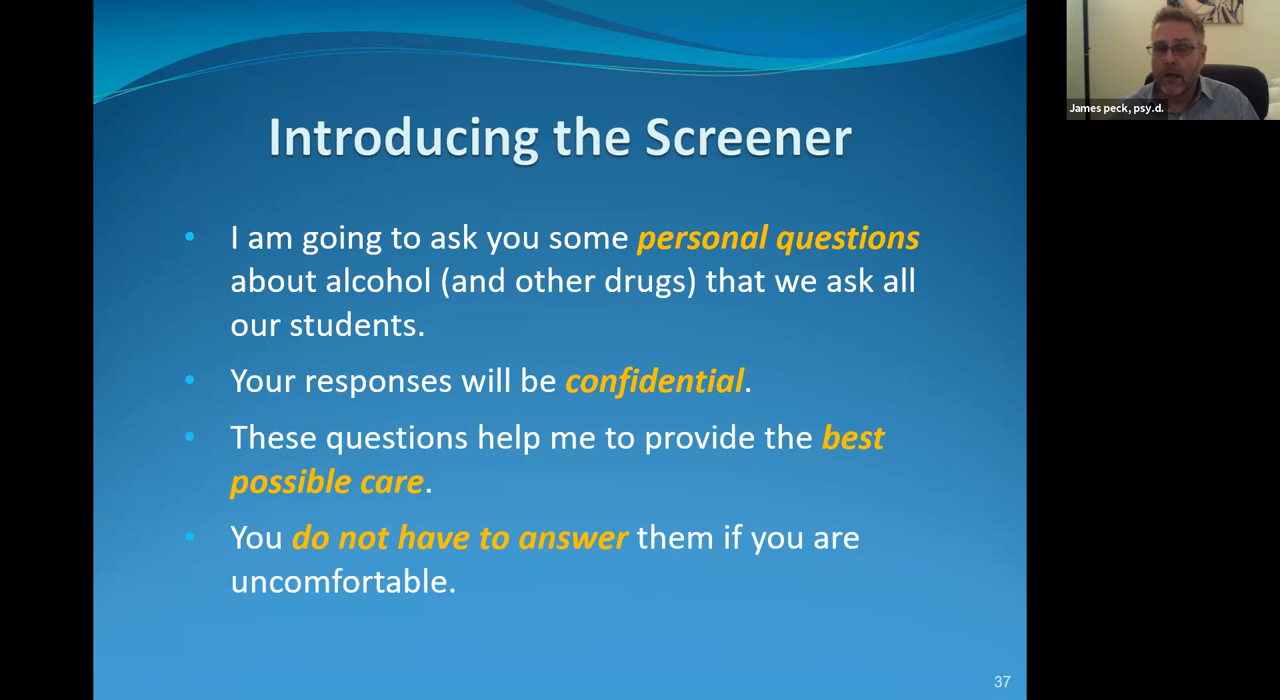 Introducing the Screener
• I am going to ask you some personal questions
about alcohol (and other drugs) that we ask all
our students.
• Your responses will be confidential.
• These questions help me to provide the best
possible care.
• You do not have to answer them if you are
uncomfortable.
37
James peck, psy.d.